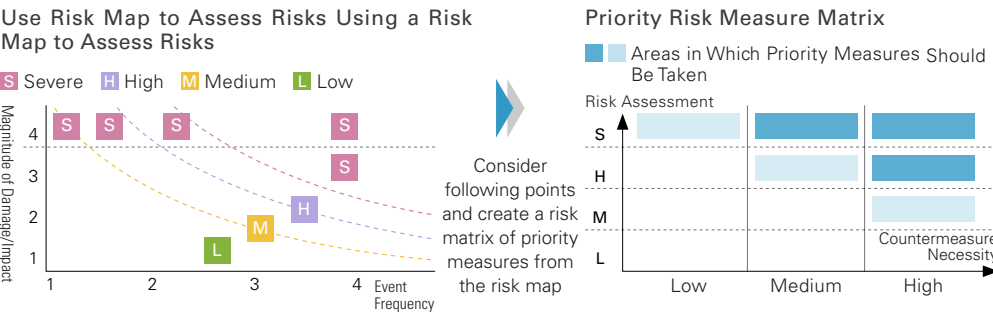 Use Risk Map to Assess Risks Using a Risk
Map to Assess Risks
S Severe H High M Medium L Low
Magnitude of Damage/Impact
4
3
2
1
S S S S
S
H
M
L
1 2 3 4 Event
Frequency
Consider
following points
and create a risk
matrix of priority
measures from
the risk map
Priority Risk Measure Matrix
Areas in Which Priority Measures Should
Be Taken
Risk Assessment
S
H
M
L
Countermeasure
Necessity
Low Medium High